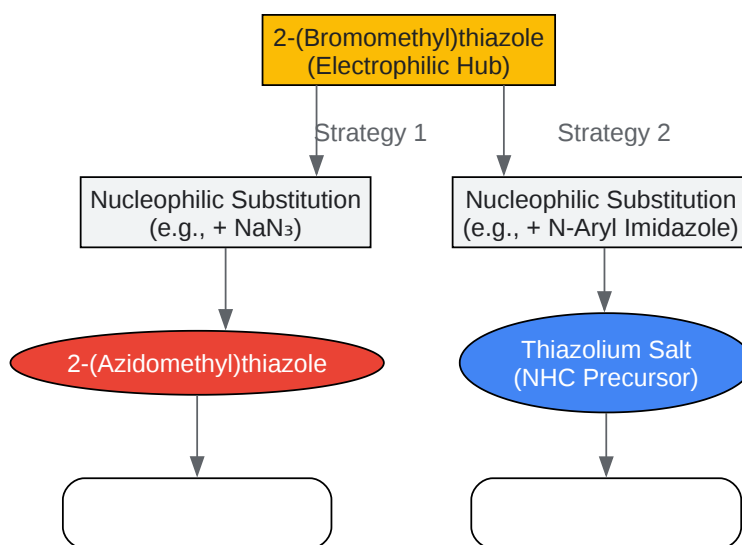 2-(Bromomethyl)thiazole
(Electrophilic Hub)
Strategy 1
Strategy 2
Nucleophilic Substitution
(e.g., + NaN₃)
Nucleophilic Substitution
(e.g., + N-Aryl Imidazole)
2-(Azidomethyl)thiazole
Thiazolium Salt
(NHC Precursor)